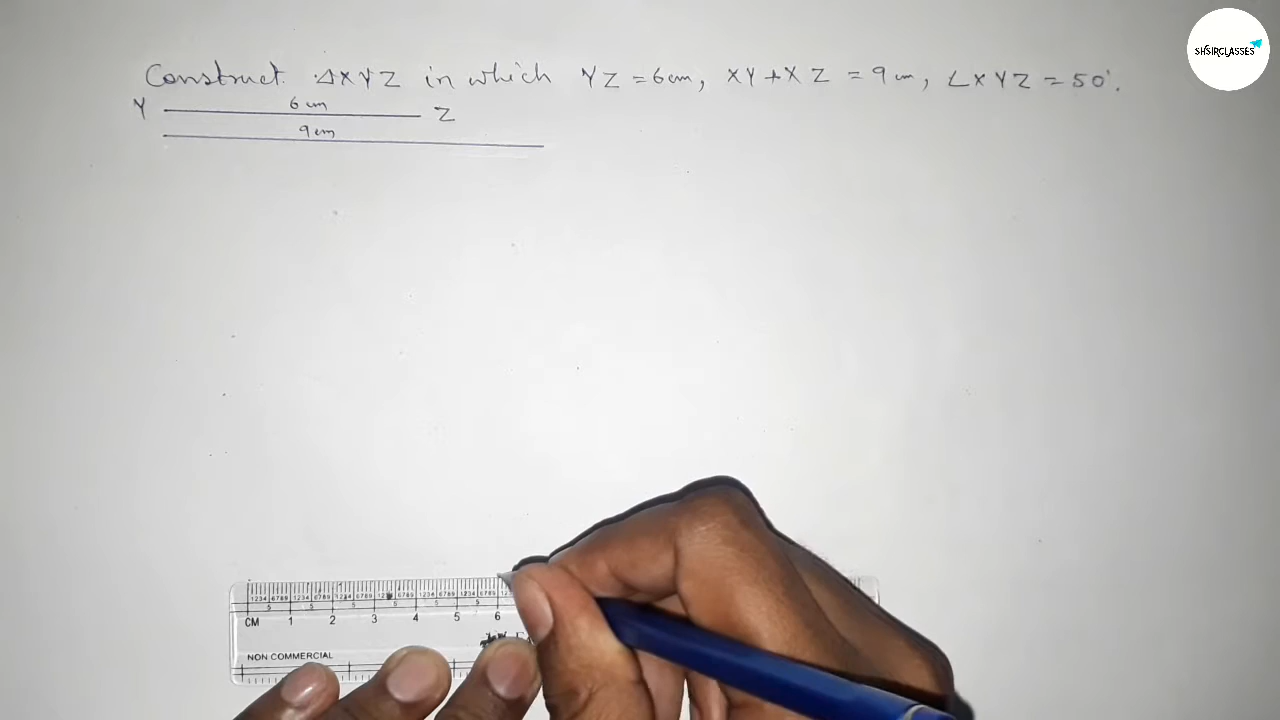 SHSIRCLASSES
Construct ΔXYZ in which YZ = 6cm, XY+XZ = 9cm, ∠XYZ = 50°.
6cm
Y Z
9cm
CM 1 2 3 4 5 6
NON COMMERCIAL